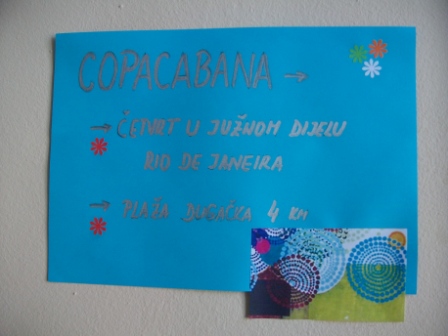 COPACABANA →
→ ČETVRT U JUŽNOM DIJELU
RIO DE JANEIRA
→ PLAŽA DUGAČKA 4 KM